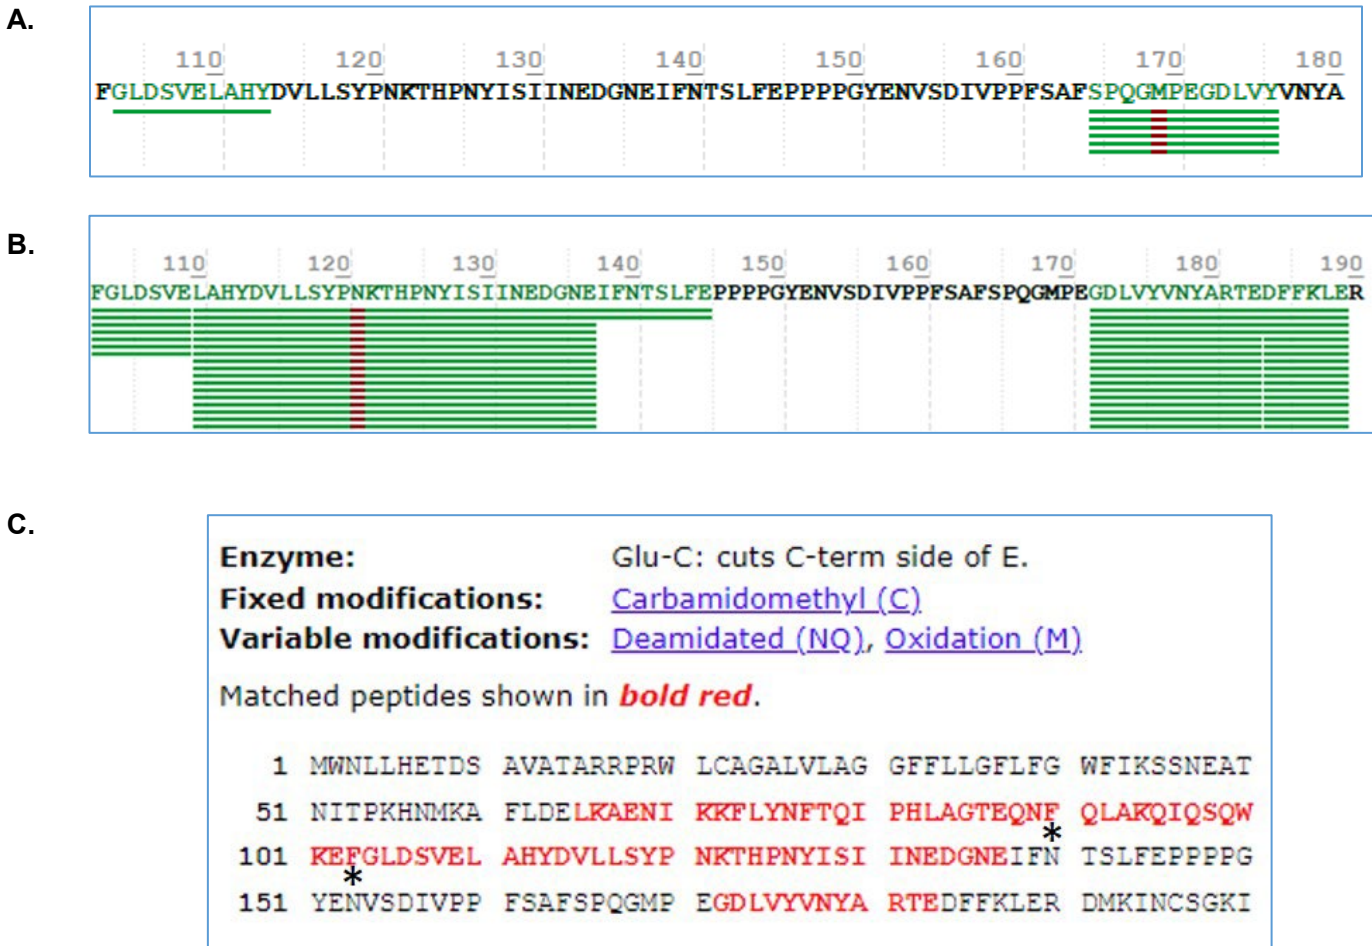 A.
110 120 130 140 150 160 170 180
FGLDSVELAHYDVLLSYPNKTHPNYISIINEDGNEIFNTSLFEPPPPGYENVSDIVPPFSAFSPQGMPEGDLVYVNYA
B.
110 120 130 140 150 160 170 180 190
FGLDSVELAHYDVLLSYPNKTHPNYISIINEDGNEIFNTSLFEPPPPGYENVSDIVPPFSAFSPQGMPEGDLVYVNYARTEDFFKLER
C.
Enzyme: Glu-C: cuts C-term side of E.
Fixed modifications: Carbamidomethyl (C)
Variable modifications: Deamidated (NQ), Oxidation (M)
Matched peptides shown in bold red.
1 MWNLLHETDS AVATARRPRW LCAGALVLAG GFFLLGFLFG WFIKSSNEAT
51 NITPKHNMKA FLDELKAENI KKFLYNFTQI PHLAGTEQNF QLAKQIQSQW
*
101 KEFGLDSVEL AHYDVLLSYP NKTHPNYISI INEDGNEIFN TSLFEPPPPG
*
151 YENVSDIVPP FSAFSPQGMP EGDLVYVNYA RTEDFFKLER DMKINCSGKI